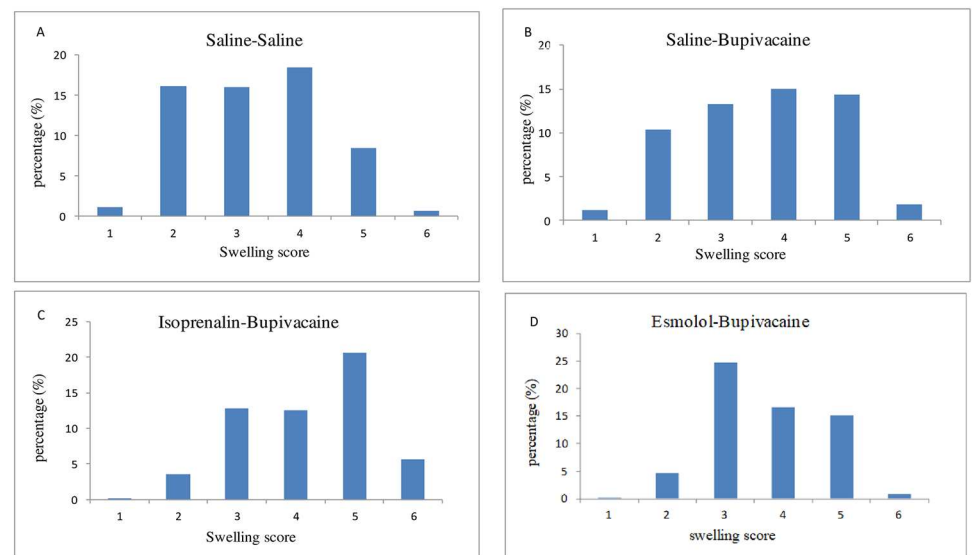 A
Saline-Saline
20
15
10
5
0
percentage (%)
1 2 3 4 5 6
Swelling score
B
Saline-Bupivacaine
20
15
10
5
0
percentage (%)
1 2 3 4 5 6
Swelling score
C
Isoprenalin-Bupivacaine
25
20
15
10
5
0
percentage (%)
1 2 3 4 5 6
Swelling score
D
Esmolol-Bupivacaine
30
25
20
15
10
5
0
percentage (%)
1 2 3 4 5 6
swelling score